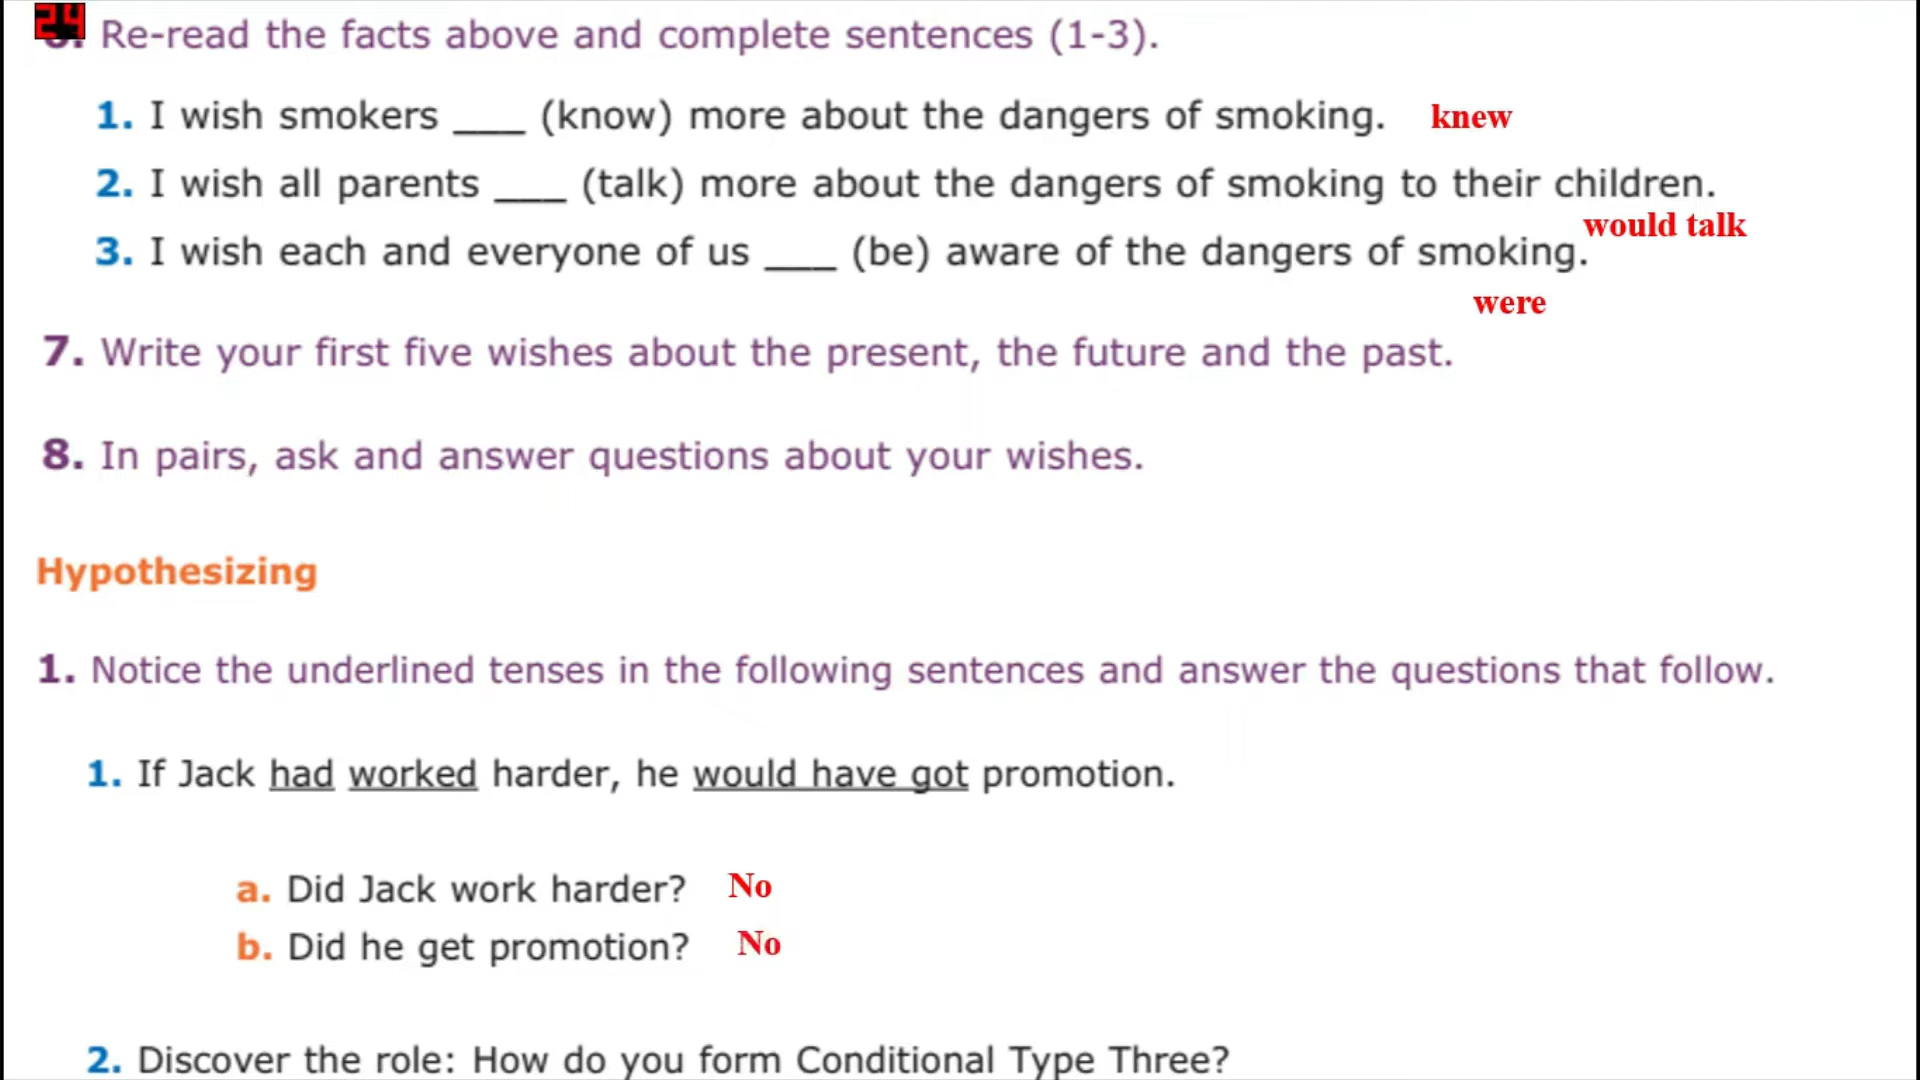 24
Re-read the facts above and complete sentences (1-3).
1. I wish smokers ___ (know) more about the dangers of smoking. knew
2. I wish all parents ___ (talk) more about the dangers of smoking to their children.
would talk
3. I wish each and everyone of us ___ (be) aware of the dangers of smoking.
were
7. Write your first five wishes about the present, the future and the past.
8. In pairs, ask and answer questions about your wishes.
Hypothesizing
1. Notice the underlined tenses in the following sentences and answer the questions that follow.
1. If Jack had worked harder, he would have got promotion.
a. Did Jack work harder? No
b. Did he get promotion? No
2. Discover the role: How do you form Conditional Type Three?